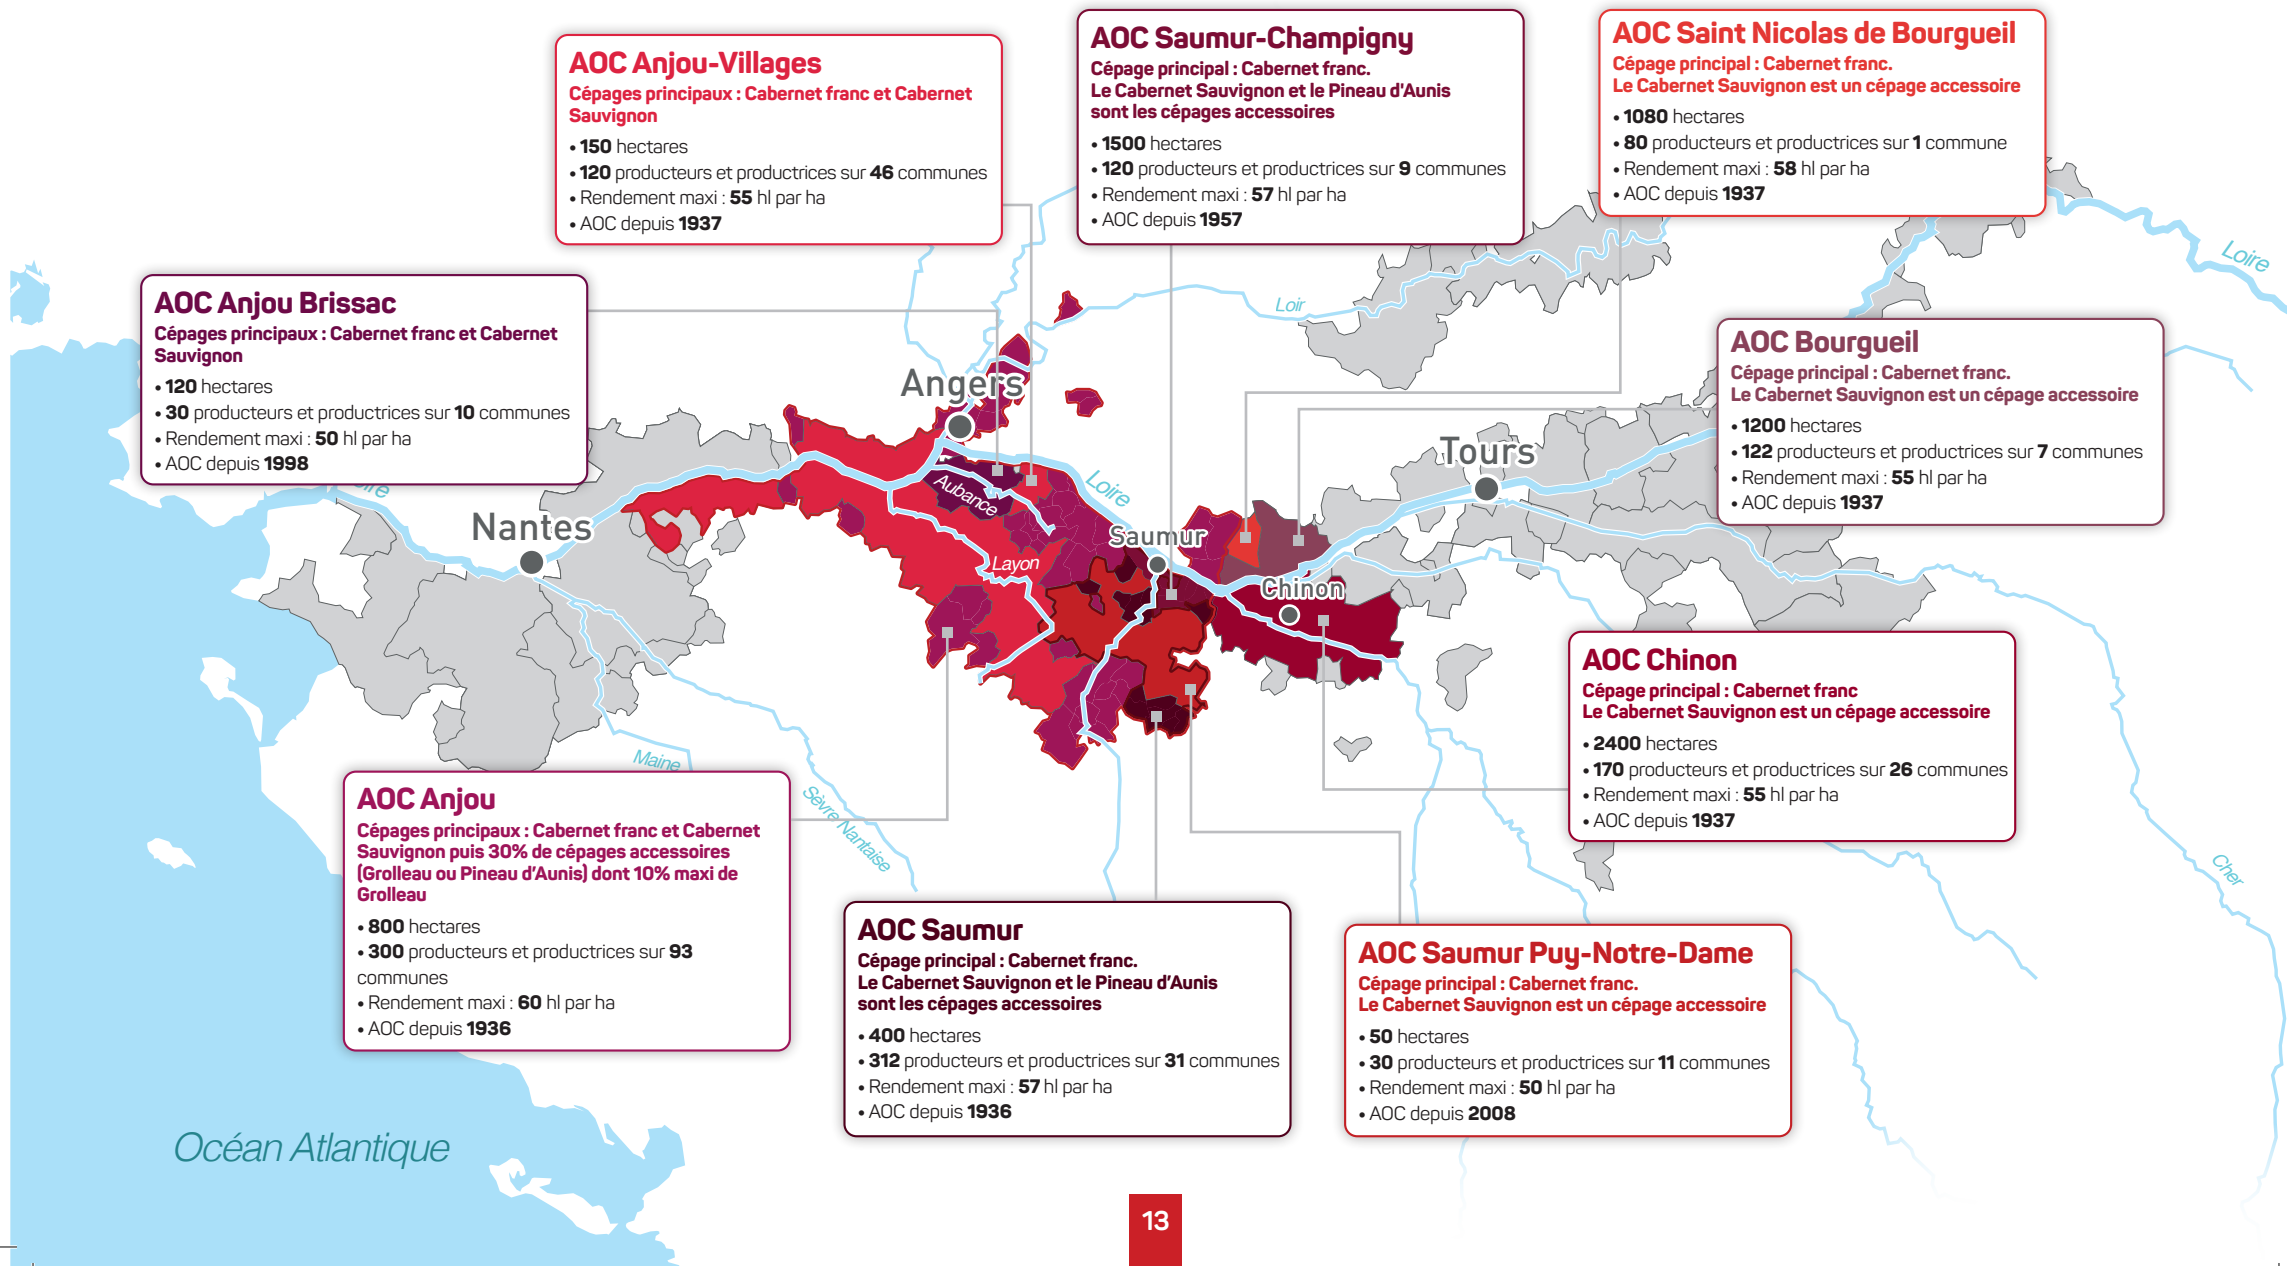 AOC Anjou-Villages
Cépages principaux : Cabernet franc et Cabernet
Sauvignon
• 150 hectares
• 120 producteurs et productrices sur 46 communes
• Rendement maxi : 55 hl par ha
• AOC depuis 1937
AOC Saumur-Champigny
Cépage principal : Cabernet franc.
Le Cabernet Sauvignon et le Pineau d'Aunis
sont les cépages accessoires
• 1500 hectares
• 120 producteurs et productrices sur 9 communes
• Rendement maxi : 57 hl par ha
• AOC depuis 1957
AOC Saint Nicolas de Bourgueil
Cépage principal : Cabernet franc.
Le Cabernet Sauvignon est un cépage accessoire
• 1080 hectares
• 80 producteurs et productrices sur 1 commune
• Rendement maxi : 58 hl par ha
• AOC depuis 1937
Loire
Loir
AOC Anjou Brissac
Cépages principaux : Cabernet franc et Cabernet
Sauvignon
• 120 hectares
• 30 producteurs et productrices sur 10 communes
• Rendement maxi : 50 hl par ha
• AOC depuis 1998
AOC Bourgueil
Cépage principal : Cabernet franc.
Le Cabernet Sauvignon est un cépage accessoire
• 1200 hectares
• 122 producteurs et productrices sur 7 communes
• Rendement maxi : 55 hl par ha
• AOC depuis 1937
Angers
Tours
Aubance
Loire
Nantes
Saumur
Layon
Chinon
AOC Chinon
Cépage principal : Cabernet franc
Le Cabernet Sauvignon est un cépage accessoire
• 2400 hectares
• 170 producteurs et productrices sur 26 communes
• Rendement maxi : 55 hl par ha
• AOC depuis 1937
Maine
Sèvre Nantaise
Cher
AOC Anjou
Cépages principaux : Cabernet franc et Cabernet
Sauvignon puis 30% de cépages accessoires
(Grolleau ou Pineau d'Aunis) dont 10% maxi de
Grolleau
• 800 hectares
• 300 producteurs et productrices sur 93
communes
• Rendement maxi : 60 hl par ha
• AOC depuis 1936
AOC Saumur
Cépage principal : Cabernet franc.
Le Cabernet Sauvignon et le Pineau d'Aunis
sont les cépages accessoires
• 400 hectares
• 312 producteurs et productrices sur 31 communes
• Rendement maxi : 57 hl par ha
• AOC depuis 1936
AOC Saumur Puy-Notre-Dame
Cépage principal : Cabernet franc.
Le Cabernet Sauvignon est un cépage accessoire
• 50 hectares
• 30 producteurs et productrices sur 11 communes
• Rendement maxi : 50 hl par ha
• AOC depuis 2008
Océan Atlantique
13